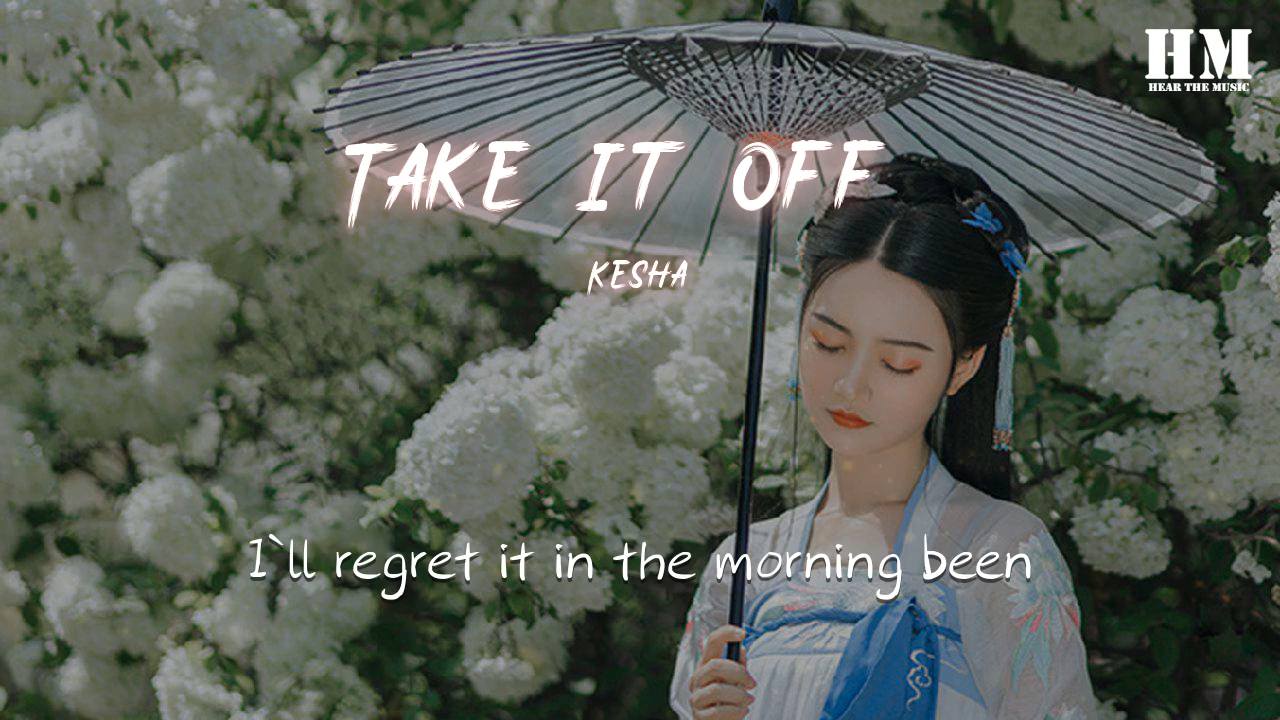 HM
HEAR THE MUSIC
TAKE IT OFF
KESHA
I`ll regret it in the morning been